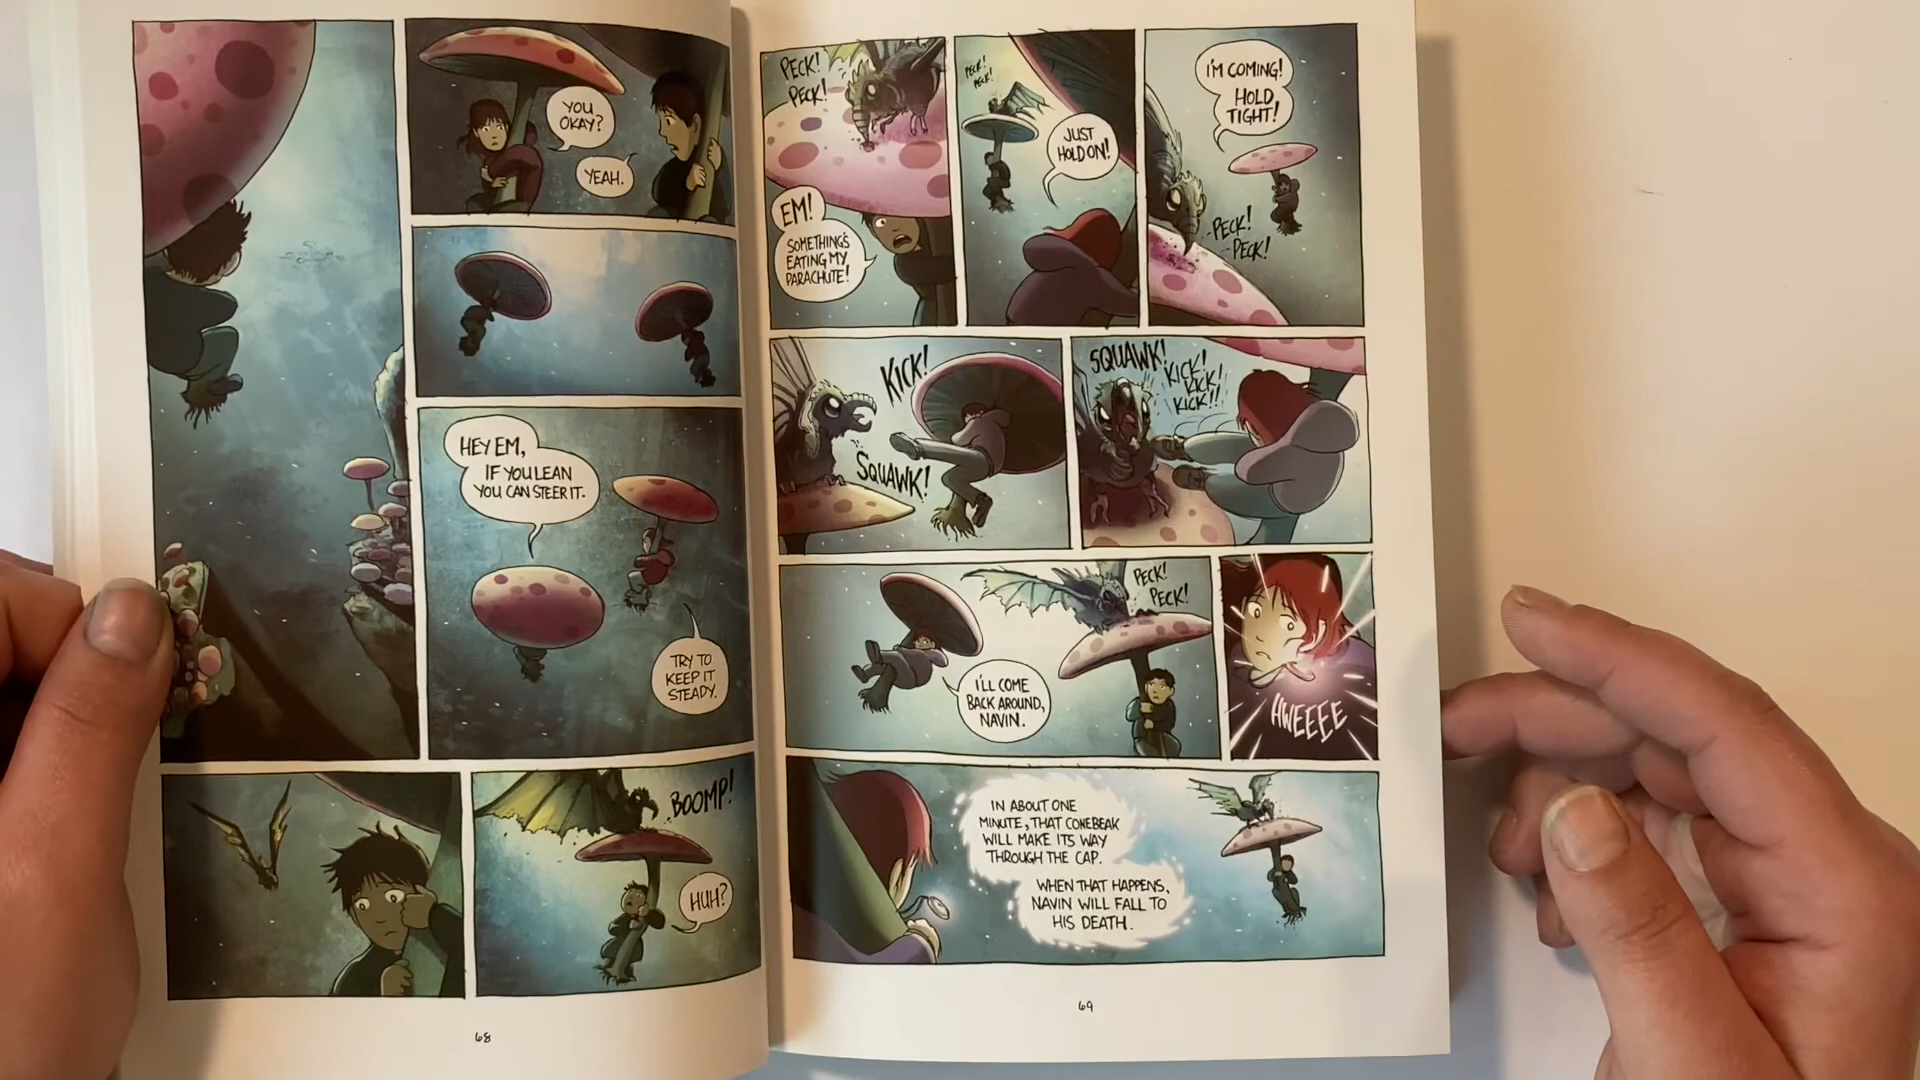 YOU
OKAY?
YEAH.
HEY EM,
IF YOU LEAN
YOU CAN STEER IT.
TRY TO
KEEP IT
STEADY.
BOOMP!
HUH?
68
PECK!
PECK!
EM!
SOMETHING'S
EATING MY
PARACHUTE!
PECK!
PECK!
JUST
HOLD ON!
I'M COMING!
HOLD
TIGHT!
PECK!
PECK!
KICK!
SQUAWK!
SQUAWK!
KICK!
KICK!
KICK!!
PECK!
PECK!
I'LL COME
BACK AROUND,
NAVIN.
HWEEEE
IN ABOUT ONE
MINUTE, THAT CONEBEAK
WILL MAKE ITS WAY
THROUGH THE CAP.
WHEN THAT HAPPENS,
NAVIN WILL FALL TO
HIS DEATH.
69